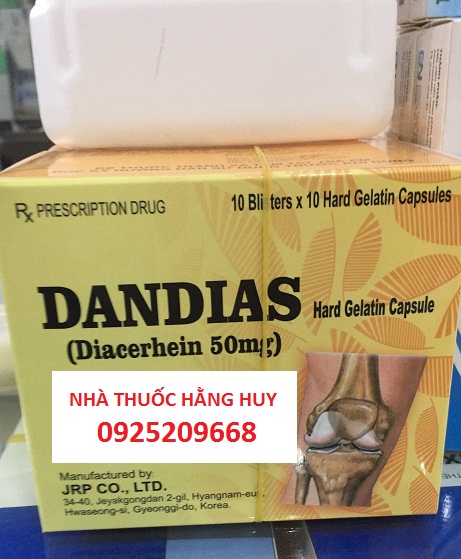 Rx PRESCRIPTION DRUG
10 Blisters x 10 Hard Gelatin Capsules
DANDIAS Hard Gelatin Capsule
(Diacerhein 50mg)
NHÀ THUỐC HẰNG HUY
0925209668
Manufactured by:
JRP CO., LTD.
34-40, Jeyakgongdan 2-gil, Hyangnam-eu
Hwaseong-si, Gyeonggi-do, Korea.